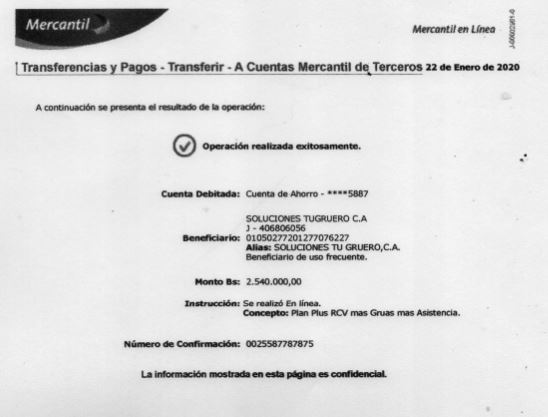 Mercantil
Mercantil en Línea
J-00002961-0
Transferencias y Pagos - Transferir - A Cuentas Mercantil de Terceros 22 de Enero de 2020
A continuación se presenta el resultado de la operación:
Operación realizada exitosamente.
Cuenta Debitada: Cuenta de Ahorro - ****5887
SOLUCIONES TUGRUERO C.A
J - 406806056
Beneficiario: 01050277201277076227
Alias: SOLUCIONES TU GRUERO,C.A.
Beneficiario de uso frecuente.
Monto Bs: 2.540.000,00
Instrucción: Se realizó En línea.
Concepto: Plan Plus RCV mas Gruas mas Asistencia.
Número de Confirmación: 0025587787875
La información mostrada en esta página es confidencial.